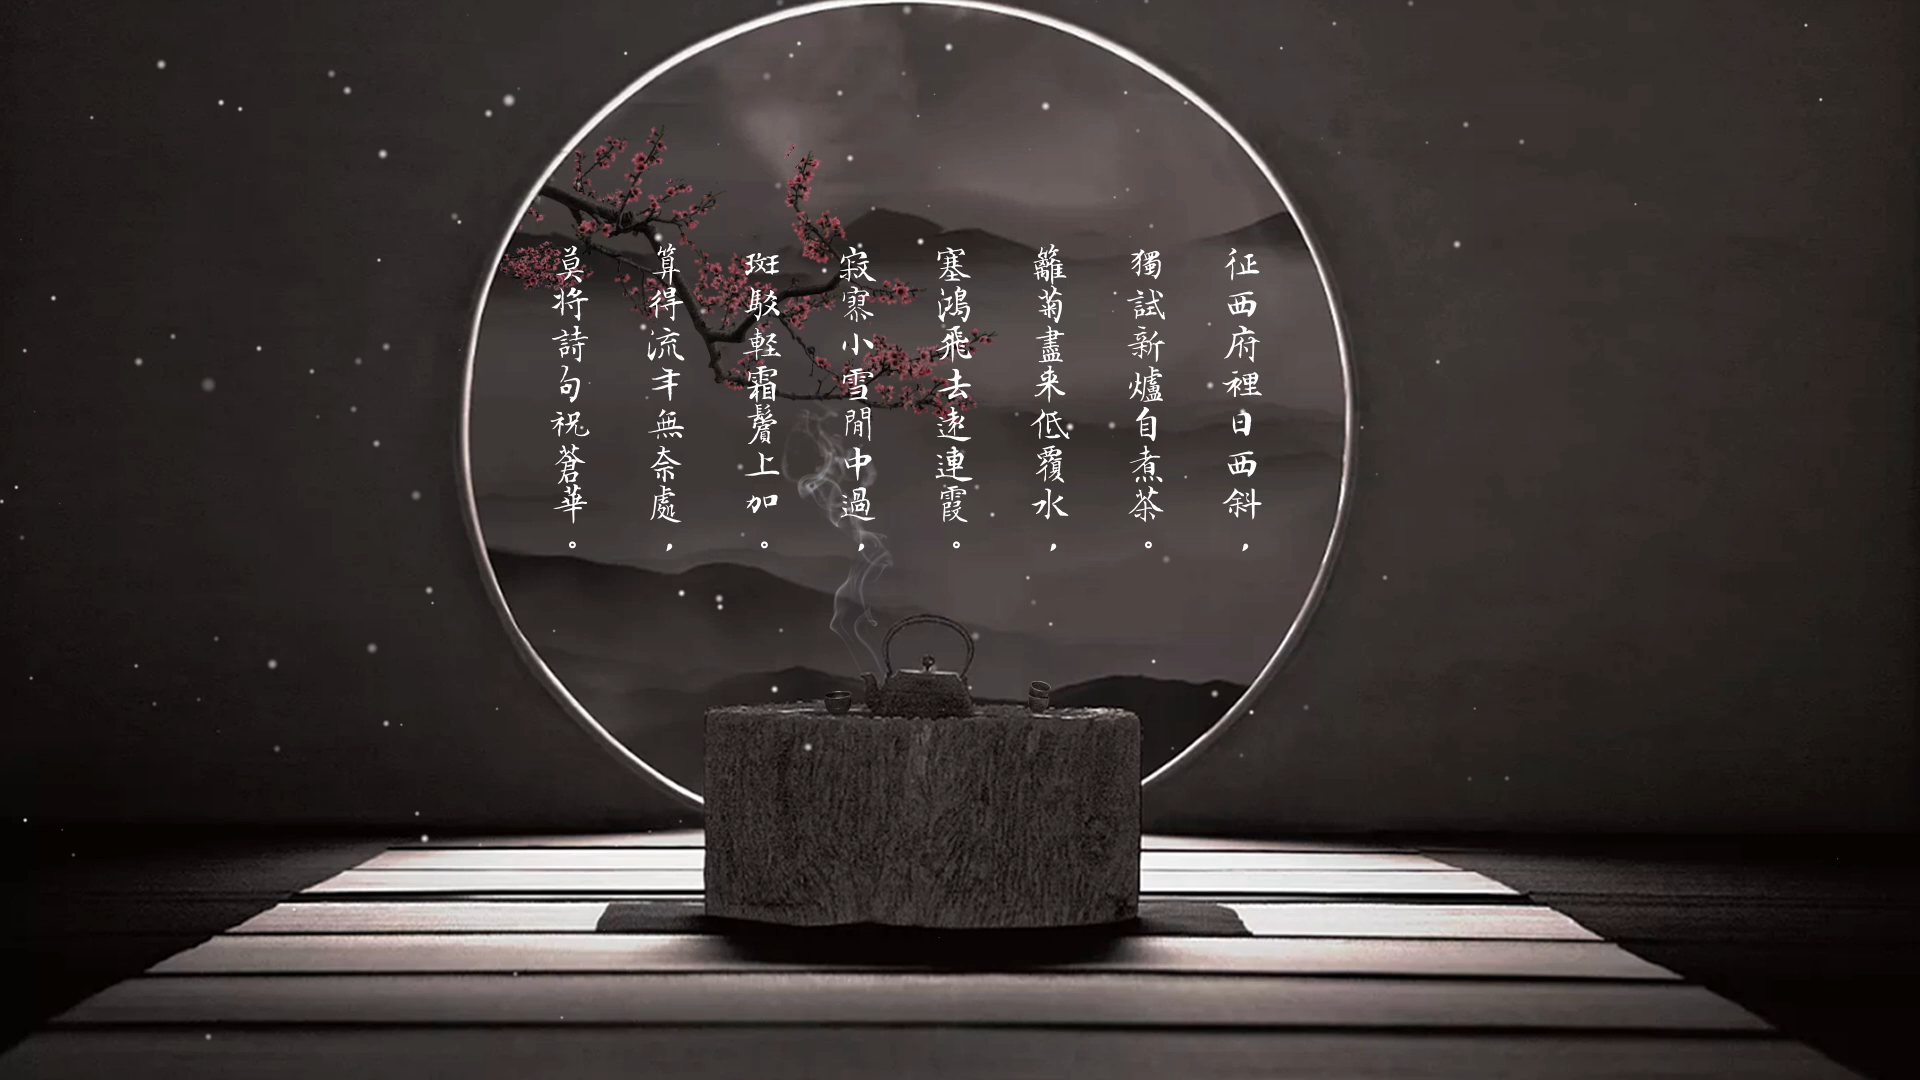 征西府裡日西斜，
獨試新爐自煮茶。
籬菊盡来低覆水，
塞鴻飛去遠連霞。
寂寥小雪閒中過，
斑駁軽霜鬢上加。
算得流年無奈處，
莫将詩句祝蒼華。